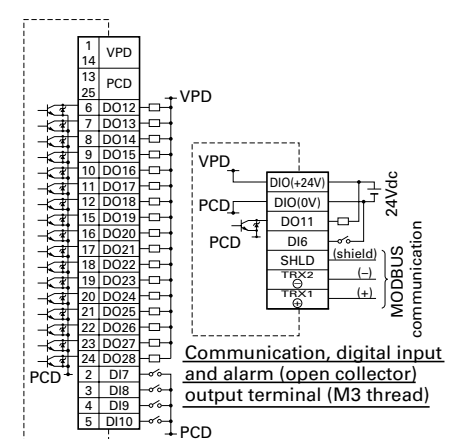 1
14 VPD
13
25 PCD
VPD
6 DO12
7 DO13
8 DO14
9 DO15
10 DO16
11 DO17
12 DO18
15 DO19
16 DO20
17 DO21
18 DO22
19 DO23
20 DO24
21 DO25
22 DO26
23 DO27
24 DO28
PCD
2 DI7
3 DI8
4 DI9
5 DI10
PCD
VPD
DIO(+24V)
PCD
DIO(0V)
24Vdc
DO11
PCD
DI6
SHLD (shield)
TRX2
⊖ (–)
TRX1
⊕ (+)
MODBUS
communication
Communication, digital input
and alarm (open collector)
output terminal (M3 thread)